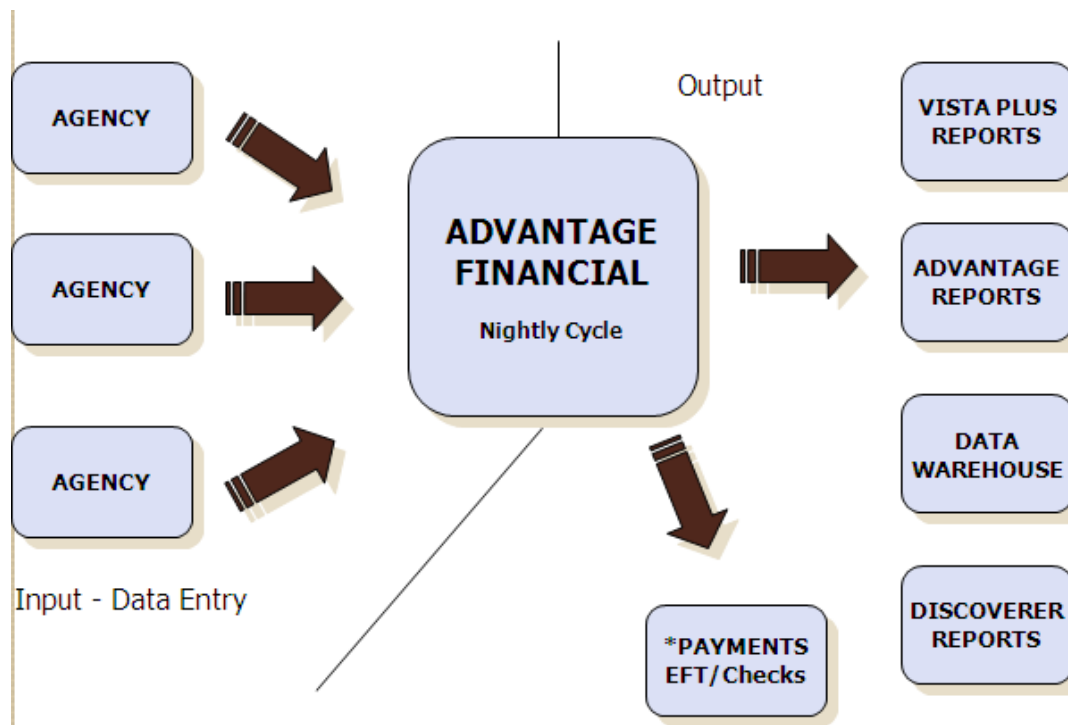 AGENCY
AGENCY
AGENCY
Input - Data Entry
ADVANTAGE
FINANCIAL
Nightly Cycle
Output
VISTA PLUS
REPORTS
ADVANTAGE
REPORTS
DATA
WAREHOUSE
DISCOVERER
REPORTS
*PAYMENTS
EFT/Checks